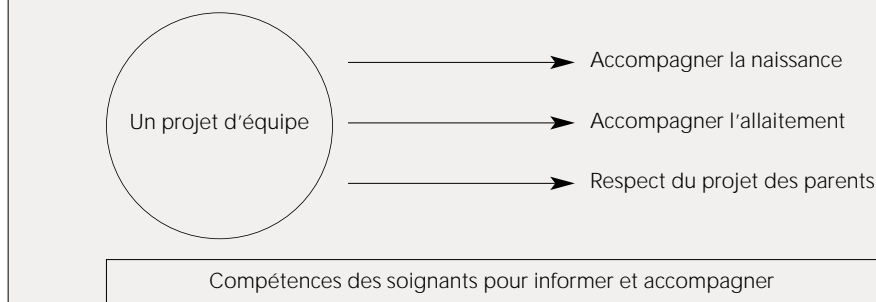 Accompagner la naissance
Un projet d'équipe
Accompagner l'allaitement
Respect du projet des parents
Compétences des soignants pour informer et accompagner